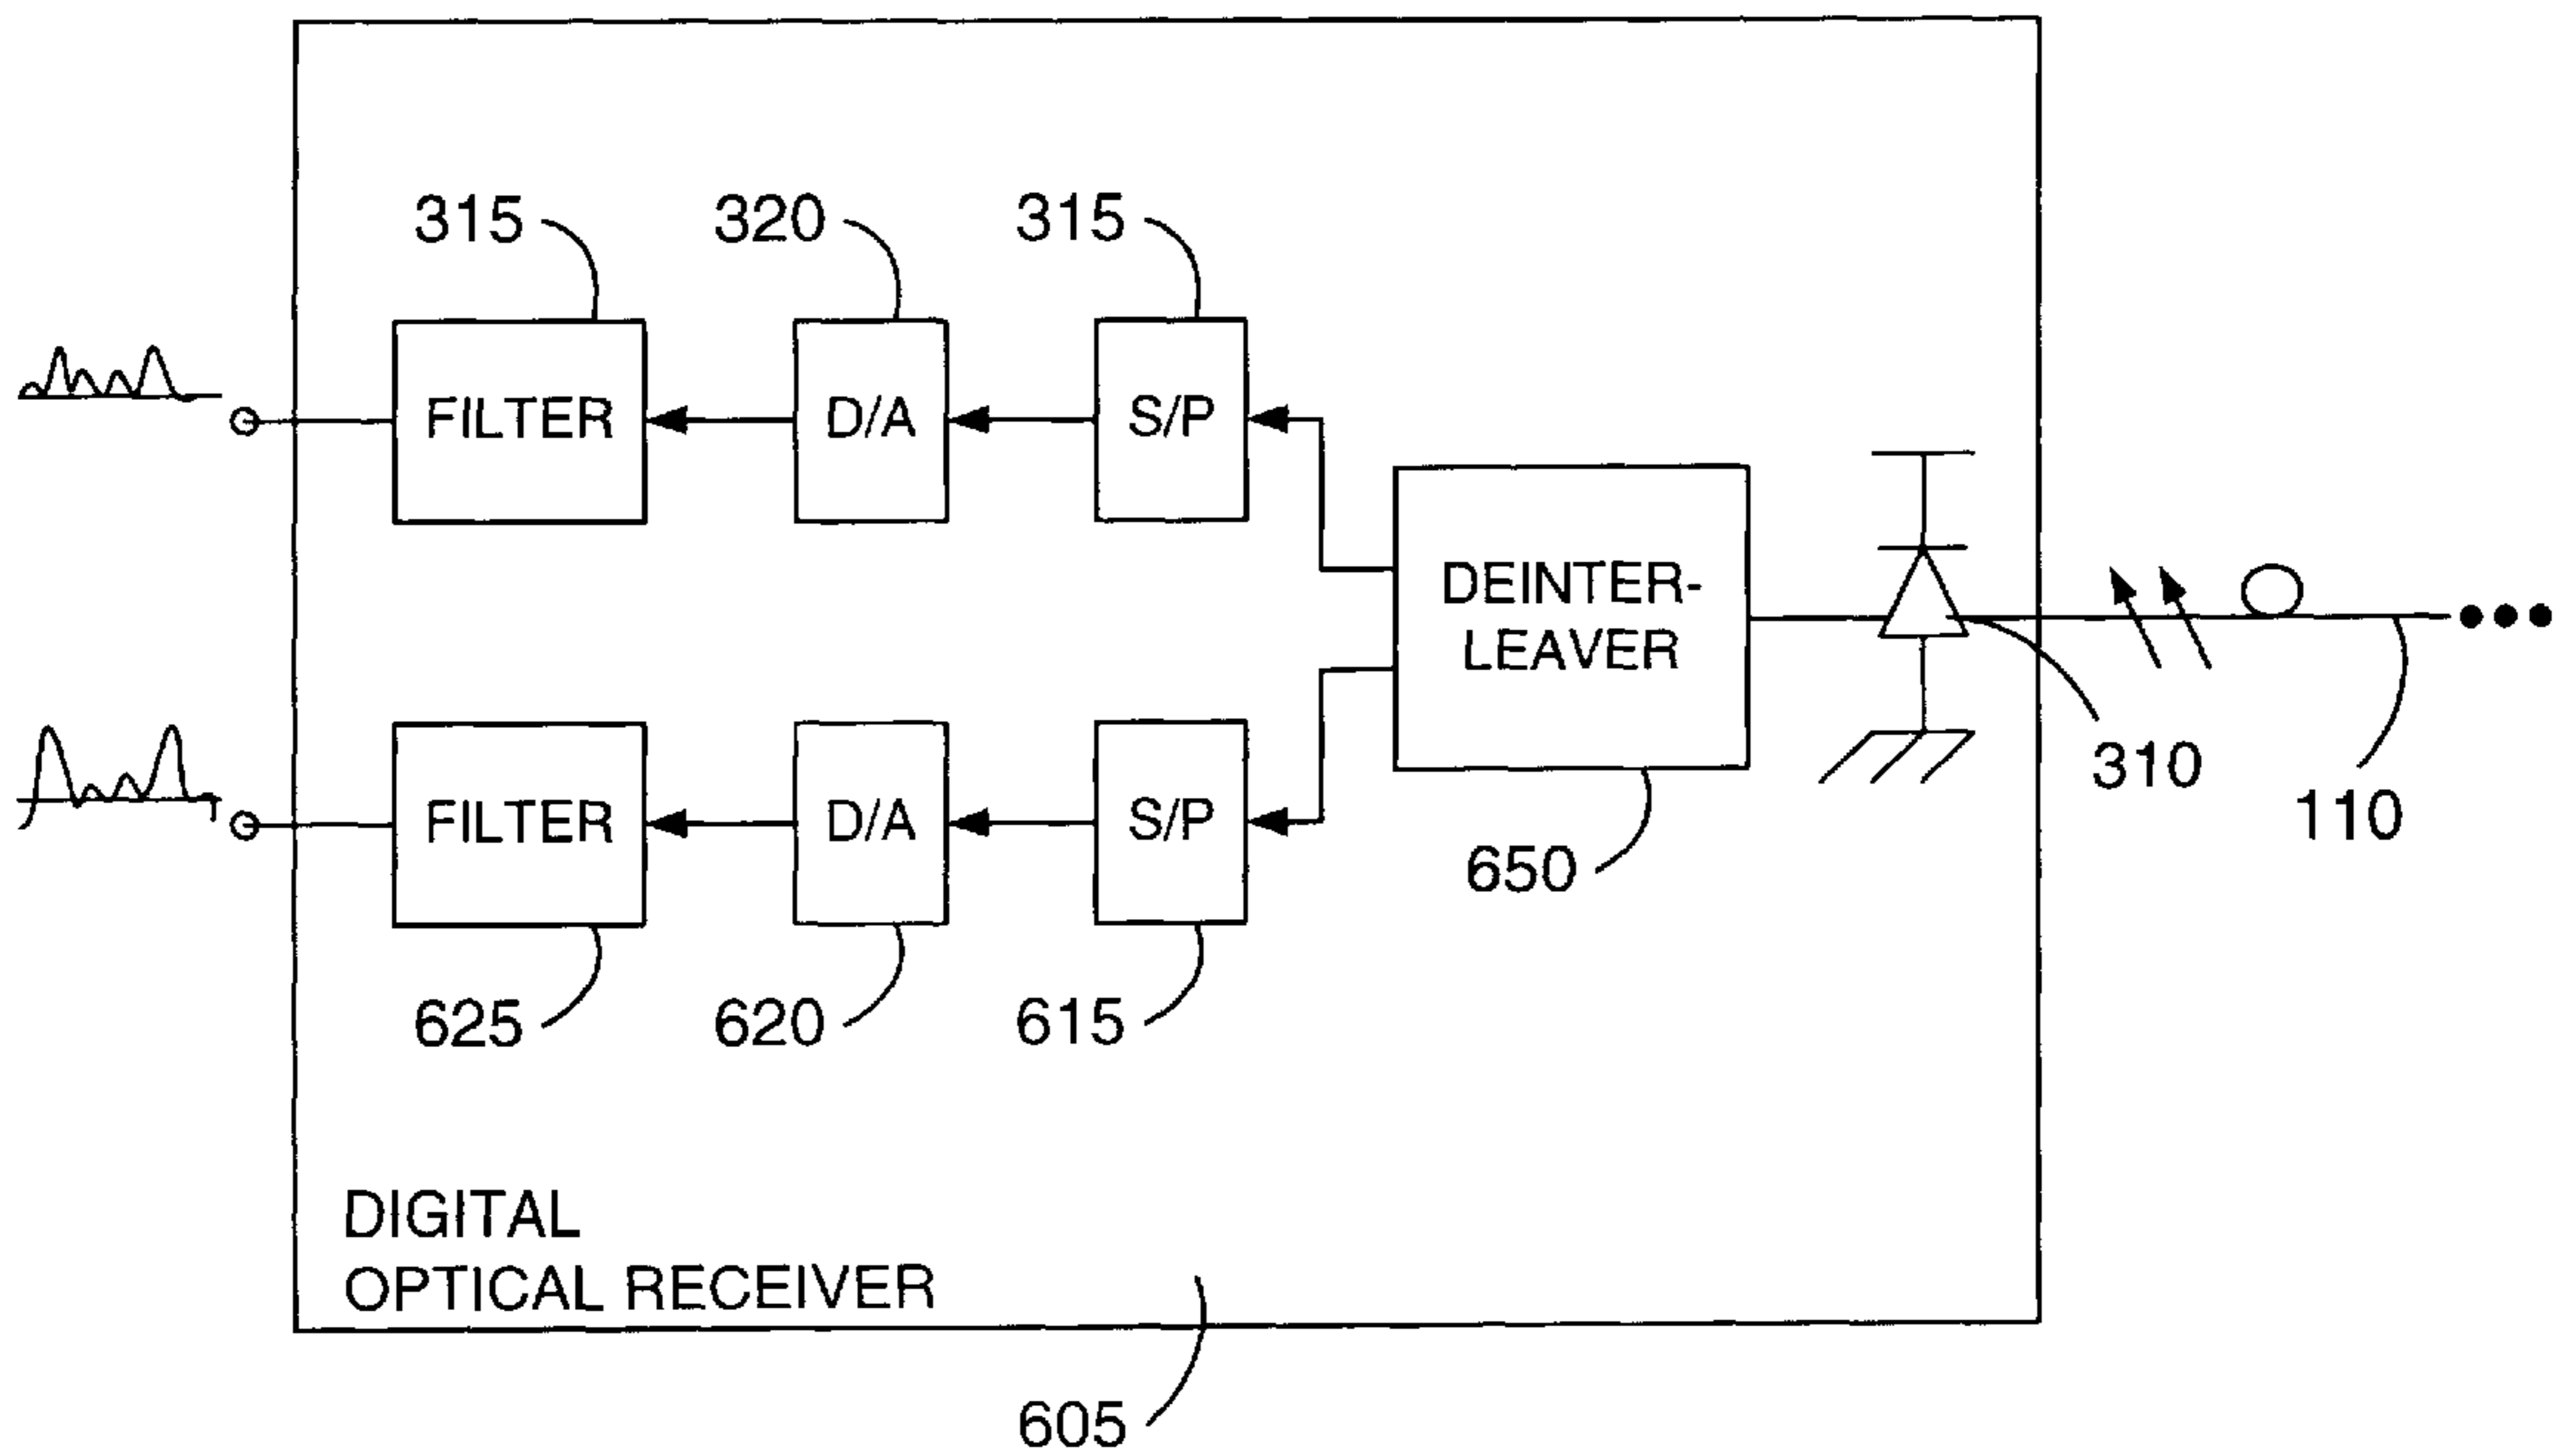 315
320
315
FILTER
D/A
S/P
DEINTER-
LEAVER
310
110
FILTER
D/A
S/P
650
625
620
615
DIGITAL
OPTICAL RECEIVER
605